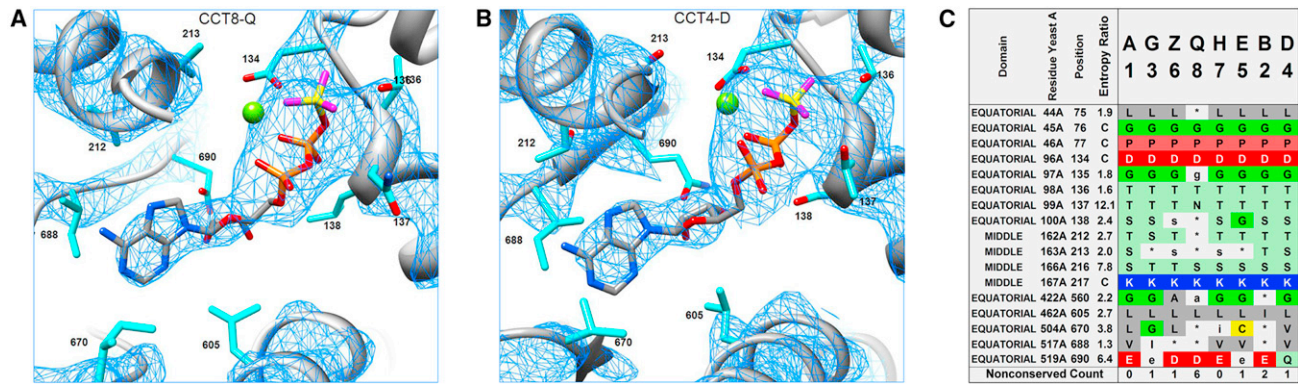 A
CCT8-Q
213
134
135
136
212
690
688
138
137
670
605
B
CCT4-D
213
134
136
212
690
137
138
688
605
670
C
Domain Residue Yeast A Position Entropy Ratio A G Z Q H E B D
1 3 6 8 7 5 2 4
EQUATORIAL 44A 75 1.9 L L L * L L L L
EQUATORIAL 45A 76 C G G G G G G G G
EQUATORIAL 46A 77 C P P P P P P P P
EQUATORIAL 96A 134 C D D D D D D D D
EQUATORIAL 97A 135 1.8 G G G g G G G G
EQUATORIAL 98A 136 1.6 T T T T T T T T
EQUATORIAL 99A 137 12.1 T T T N T T T T
EQUATORIAL 100A 138 2.4 S S s * S G S S
MIDDLE 162A 212 2.7 T S T * T T T T
MIDDLE 163A 213 2.0 S * s * s * T S
MIDDLE 166A 216 7.8 S T T S S S S S
MIDDLE 167A 217 C K K K K K K K K
EQUATORIAL 422A 560 2.2 G G A a G G * G
EQUATORIAL 462A 605 2.7 L L L L L L I L
EQUATORIAL 504A 670 3.8 L G L * i C * V
EQUATORIAL 517A 688 1.3 V I * * V V * V
EQUATORIAL 519A 690 6.4 E e D D E e E Q
Nonconserved Count 0 1 1 6 0 1 2 1